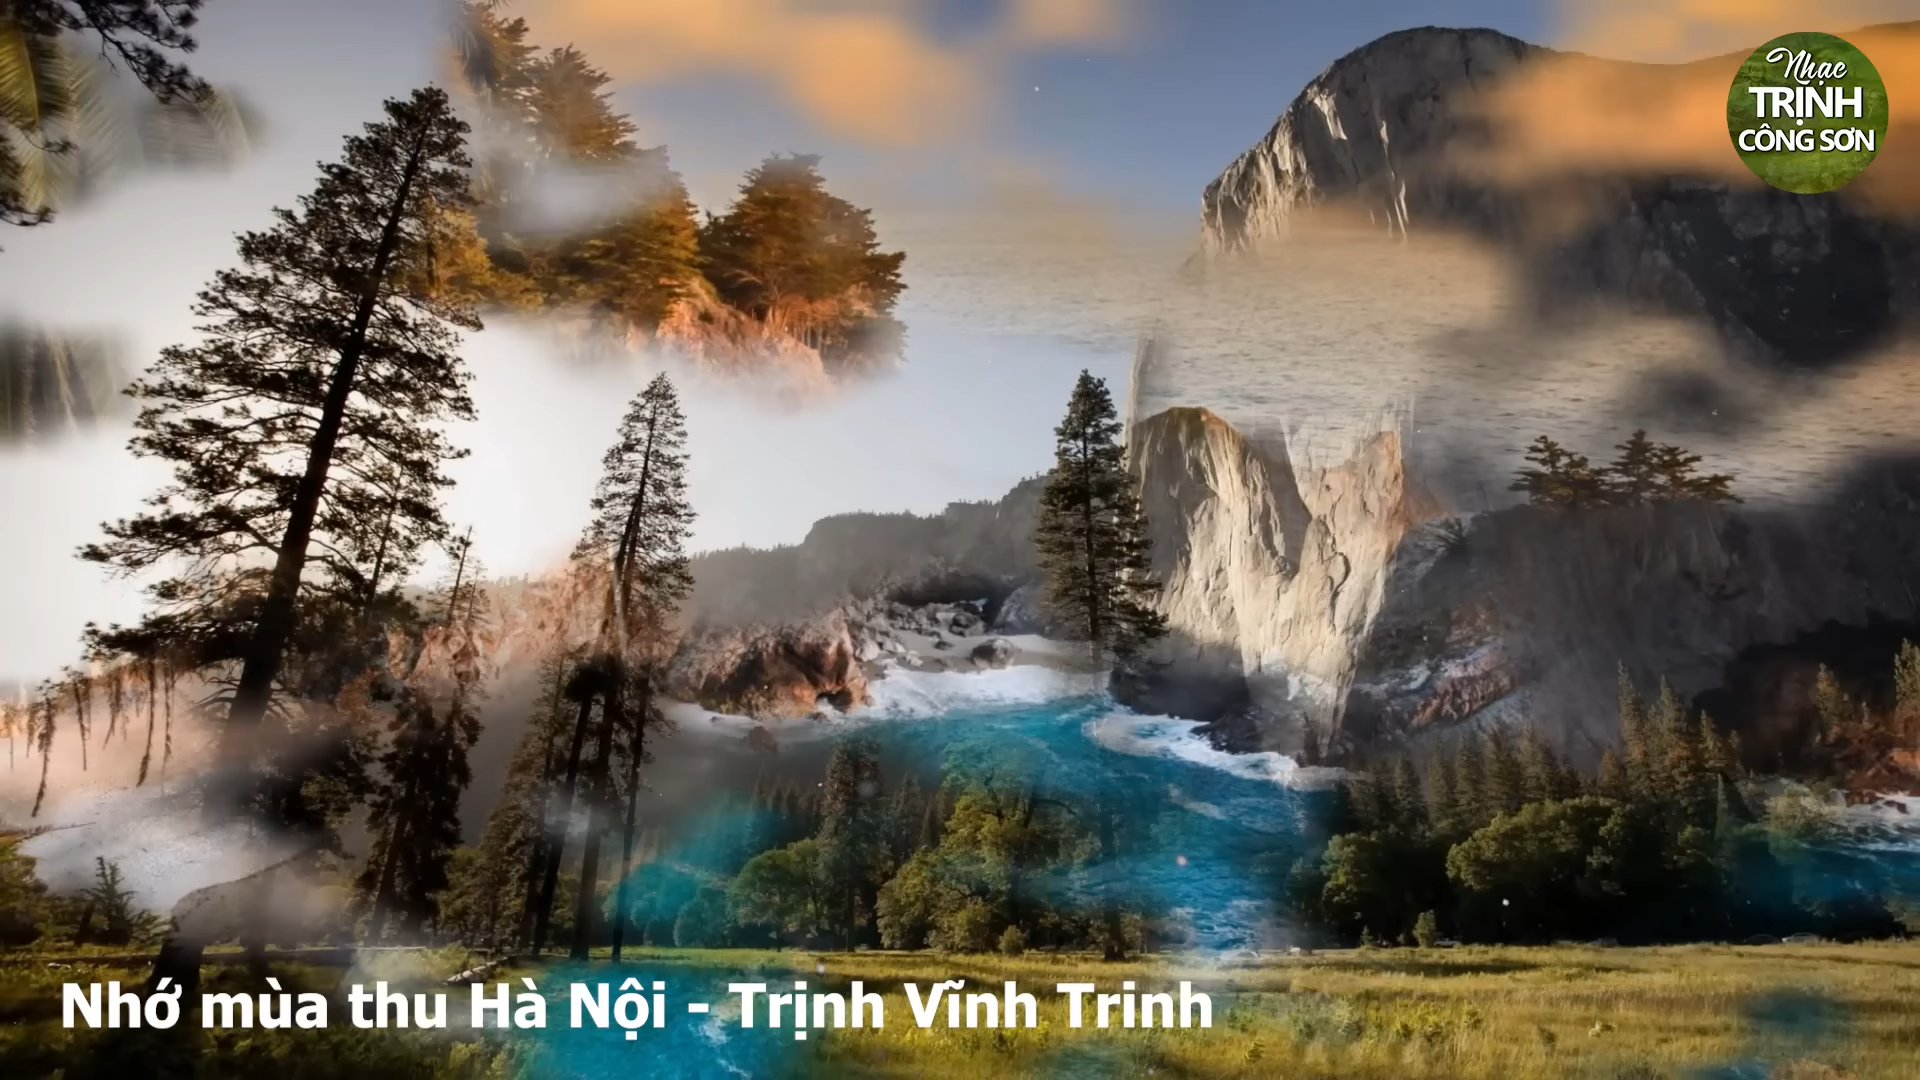 Nhạc
TRỊNH
CÔNG SƠN
Nhớ mùa thu Hà Nội - Trịnh Vĩnh Trinh